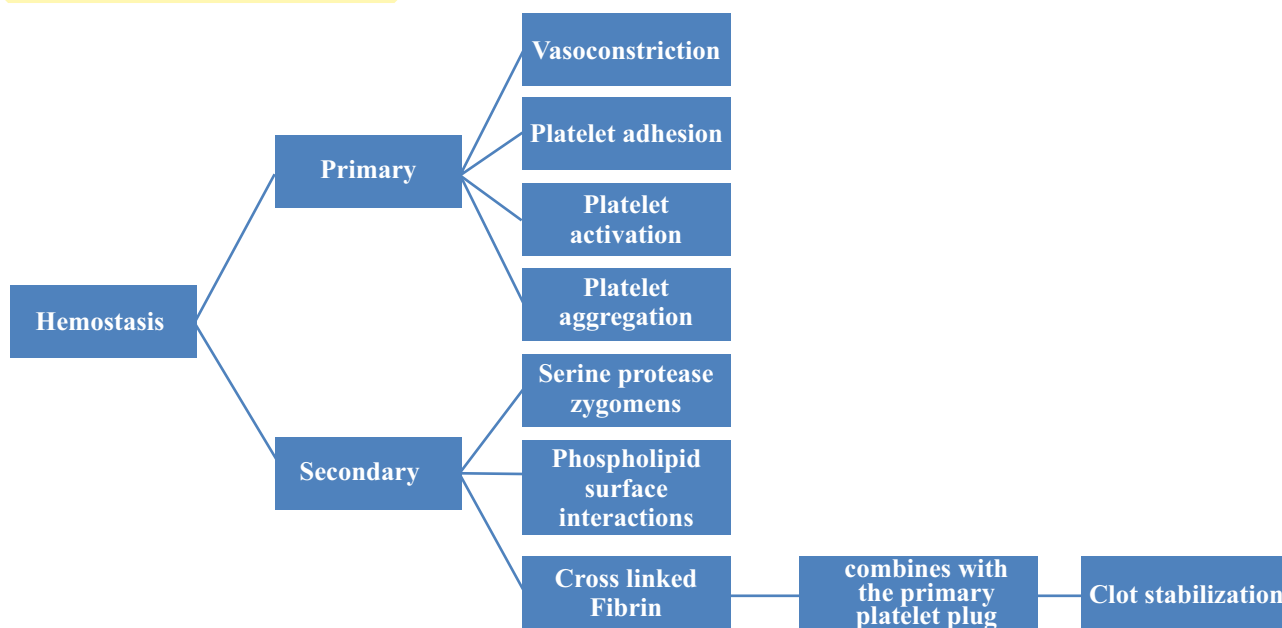 Hemostasis
Primary
Vasoconstriction
Platelet adhesion
Platelet
activation
Platelet
aggregation
Secondary
Serine protease
zygomens
Phospholipid
surface
interactions
Cross linked
Fibrin
combines with
the primary
platelet plug
Clot stabilization